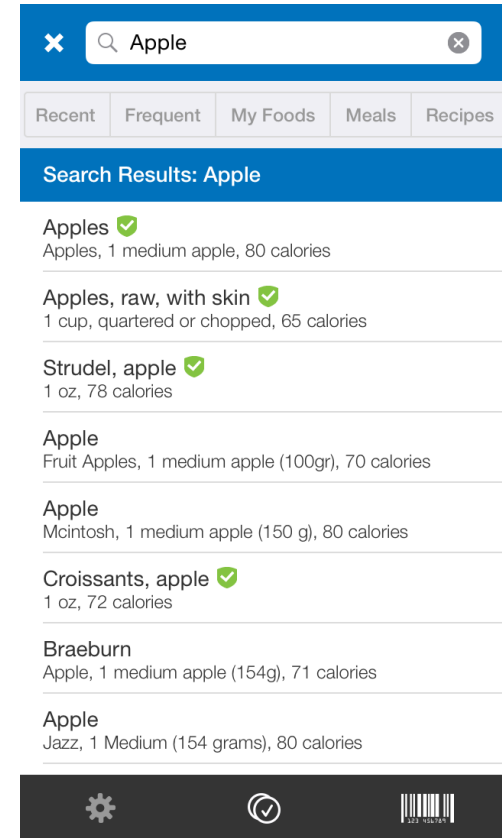 Apple
Recent Frequent My Foods Meals Recipes
Search Results: Apple
Apples
Apples, 1 medium apple, 80 calories
Apples, raw, with skin
1 cup, quartered or chopped, 65 calories
Strudel, apple
1 oz, 78 calories
Apple
Fruit Apples, 1 medium apple (100gr), 70 calories
Apple
Mcintosh, 1 medium apple (150 g), 80 calories
Croissants, apple
1 oz, 72 calories
Braeburn
Apple, 1 medium apple (154g), 71 calories
Apple
Jazz, 1 Medium (154 grams), 80 calories
123 456789